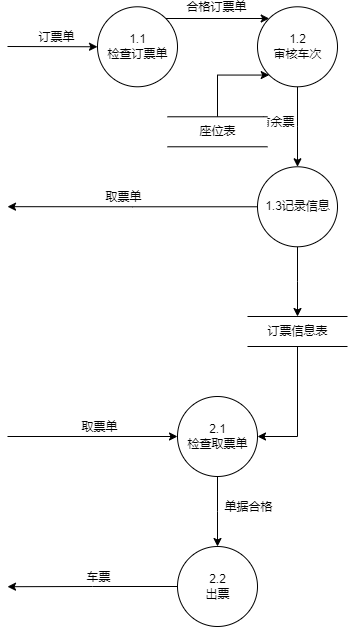 合格订票单
订票单
1.1
检查订票单
1.2
审核车次
座位表
有余票
取票单
1.3记录信息
订票信息表
取票单
2.1
检查取票单
单据合格
车票
2.2
出票